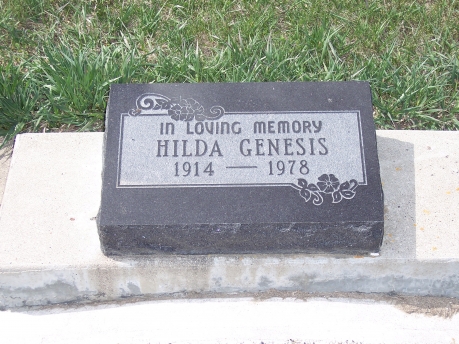 In Loving Memory
HILDA GENESIS
1914 — 1978